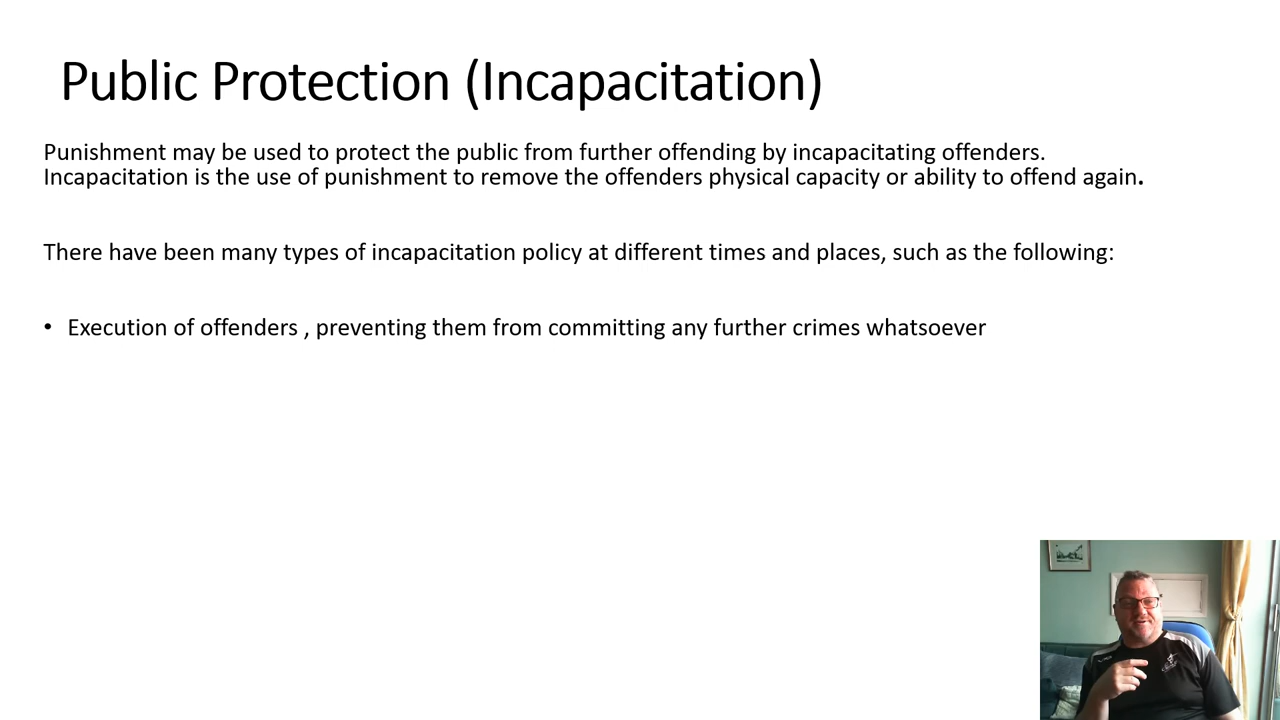 Public Protection (Incapacitation)
Punishment may be used to protect the public from further offending by incapacitating offenders.
Incapacitation is the use of punishment to remove the offenders physical capacity or ability to offend again.
There have been many types of incapacitation policy at different times and places, such as the following:
• Execution of offenders , preventing them from committing any further crimes whatsoever